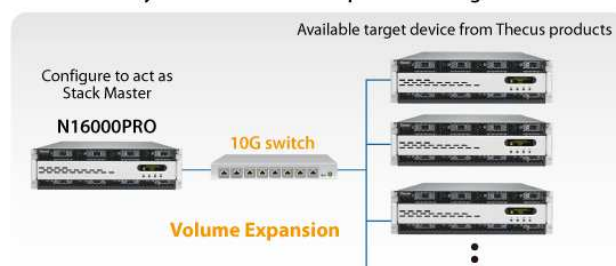 Available target device from Thecus products
Configure to act as
Stack Master
N16000PRO
10G switch
Volume Expansion